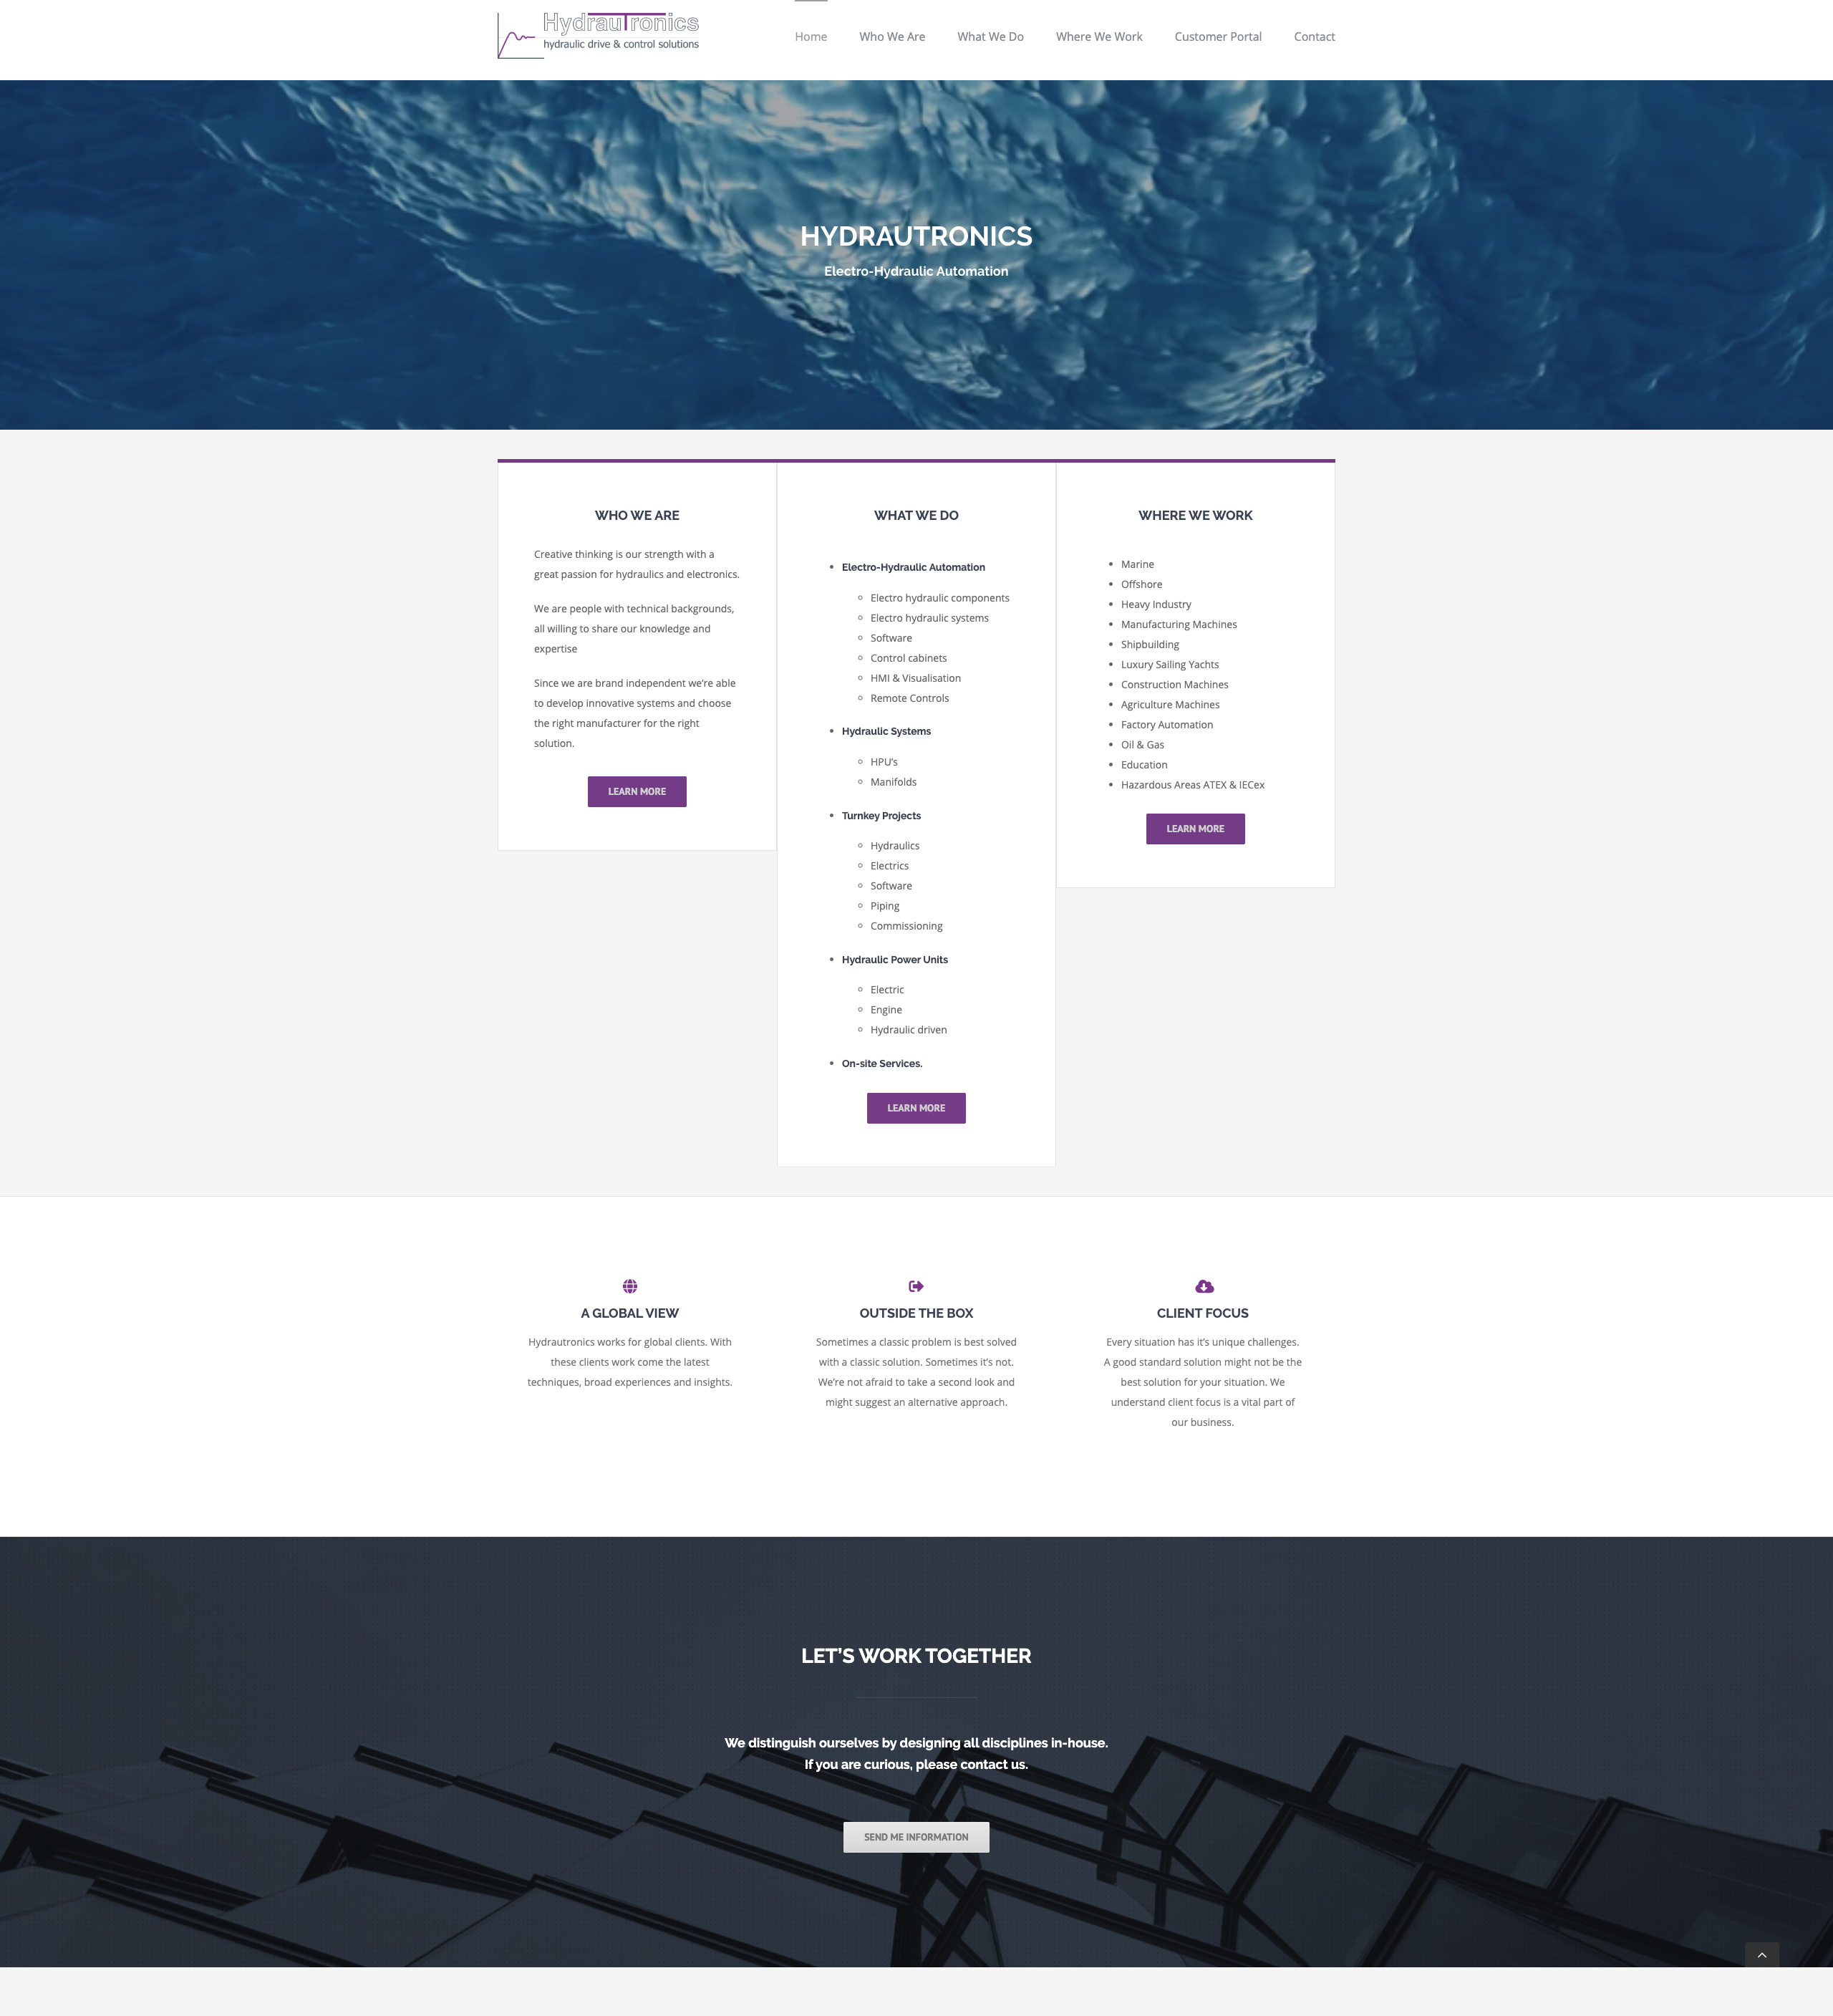 HydrauTronics
hydraulic drive & control solutions
Home Who We Are What We Do Where We Work Customer Portal Contact
HYDRAUTRONICS
Electro-Hydraulic Automation
WHO WE ARE
Creative thinking is our strength with a
great passion for hydraulics and electronics.
We are people with technical backgrounds,
all willing to share our knowledge and
expertise
Since we are brand independent we’re able
to develop innovative systems and choose
the right manufacturer for the right
solution.
LEARN MORE
WHAT WE DO
Electro-Hydraulic Automation
Electro hydraulic components
Electro hydraulic systems
Software
Control cabinets
HMI & Visualisation
Remote Controls
Hydraulic Systems
HPU’s
Manifolds
Turnkey Projects
Hydraulics
Electrics
Software
Piping
Commissioning
Hydraulic Power Units
Electric
Engine
Hydraulic driven
On-site Services.
LEARN MORE
WHERE WE WORK
Marine
Offshore
Heavy Industry
Manufacturing Machines
Shipbuilding
Luxury Sailing Yachts
Construction Machines
Agriculture Machines
Factory Automation
Oil & Gas
Education
Hazardous Areas ATEX & IECex
LEARN MORE
A GLOBAL VIEW
Hydrautronics works for global clients. With
these clients work come the latest
techniques, broad experiences and insights.
OUTSIDE THE BOX
Sometimes a classic problem is best solved
with a classic solution. Sometimes it’s not.
We’re not afraid to take a second look and
might suggest an alternative approach.
CLIENT FOCUS
Every situation has it’s unique challenges.
A good standard solution might not be the
best solution for your situation. We
understand client focus is a vital part of
our business.
LET’S WORK TOGETHER
We distinguish ourselves by designing all disciplines in-house.
If you are curious, please contact us.
SEND ME INFORMATION